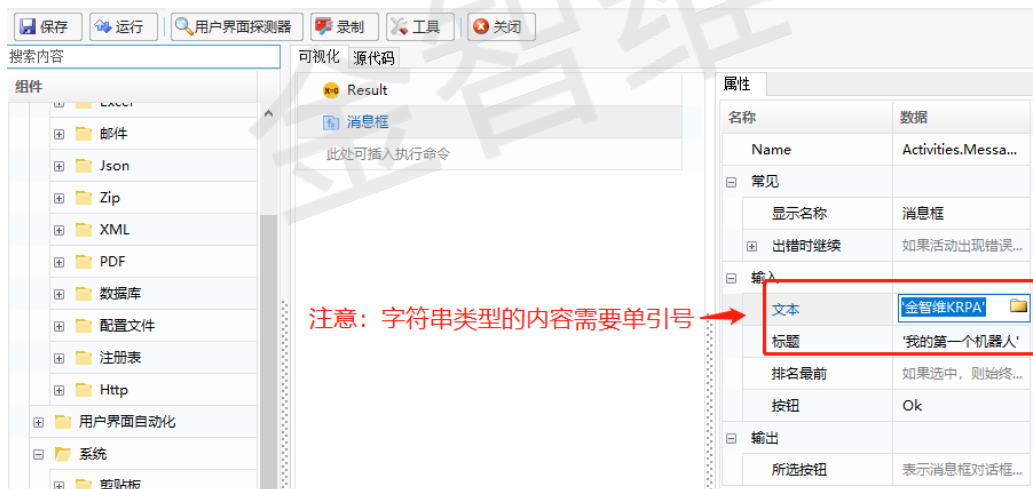 保存 运行 用户界面探测器 录制 工具 关闭
搜索内容
可视化 源代码
组件
Excel
邮件
Json
Zip
XML
PDF
数据库
配置文件
注册表
Http
用户界面自动化
系统
剪贴板
Result
消息框
此处可插入执行命令
注意：字符串类型的内容需要单引号
属性
名称 数据
Name Activities.Messa...
常见
显示名称 消息框
出错时继续 如果活动出现错误...
输入
文本 '金智维KRPA'
标题 '我的第一个机器人'
排名最前 如果选中，则始终...
按钮 Ok
输出
所选按钮 表示消息框对话框...
金智维